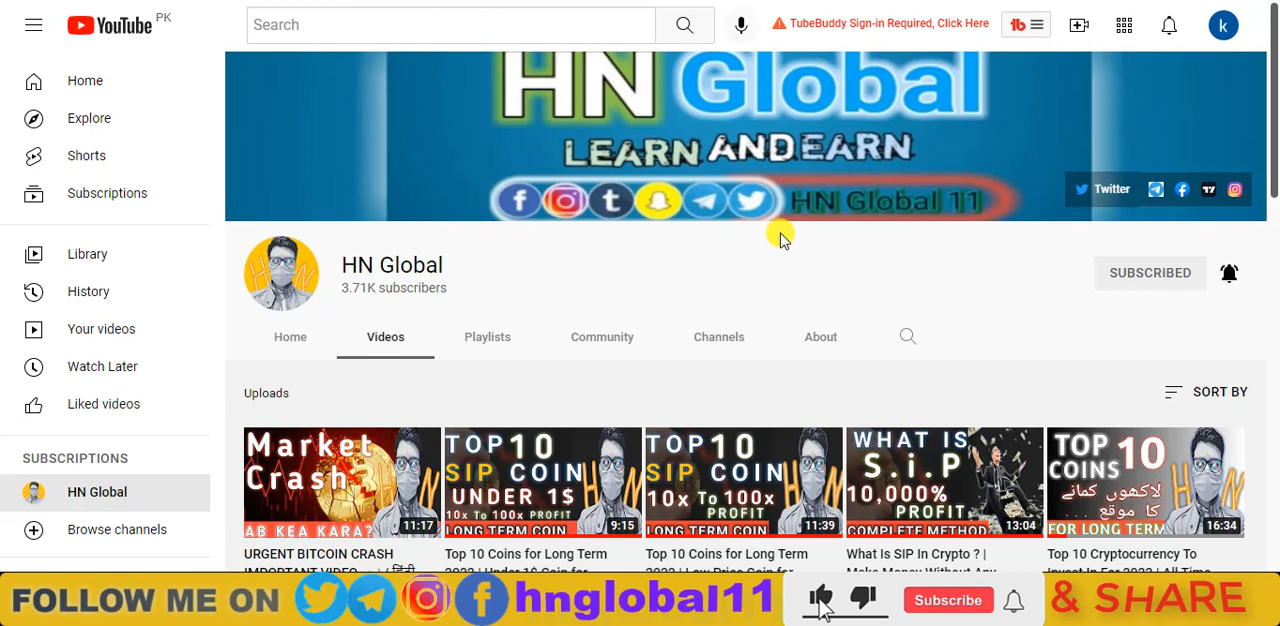 YouTube PK
Search
TubeBuddy Sign-in Required, Click Here
tb
k
Home
Explore
Shorts
Subscriptions
Library
History
Your videos
Watch Later
Liked videos
SUBSCRIPTIONS
HN Global
Browse channels
HN Global
LEARN AND EARN
HN Global 11
Twitter
HN Global
3.71K subscribers
SUBSCRIBED
Home
Videos
Playlists
Community
Channels
About
Uploads
SORT BY
Market
Crash?
AB KEA KARA?
11:17
URGENT BITCOIN CRASH
TOP 10
SIP COIN
UNDER 1$
10x To 100x
PROFIT
LONG TERM COIN
9:15
Top 10 Coins for Long Term
TOP 10
SIP COIN
10x To 100x
PROFIT
LONG TERM COIN
11:39
Top 10 Coins for Long Term
WHAT IS
S.i.P
10,000%
PROFIT
COMPLETE METHOD
13:04
What Is SIP In Crypto ? |
TOP 10
COINS
لاکھوں کمانے
کا موقع ...
FOR LONG TERM
16:34
Top 10 Cryptocurrency To
FOLLOW ME ON
hnglobal11
Subscribe
& SHARE